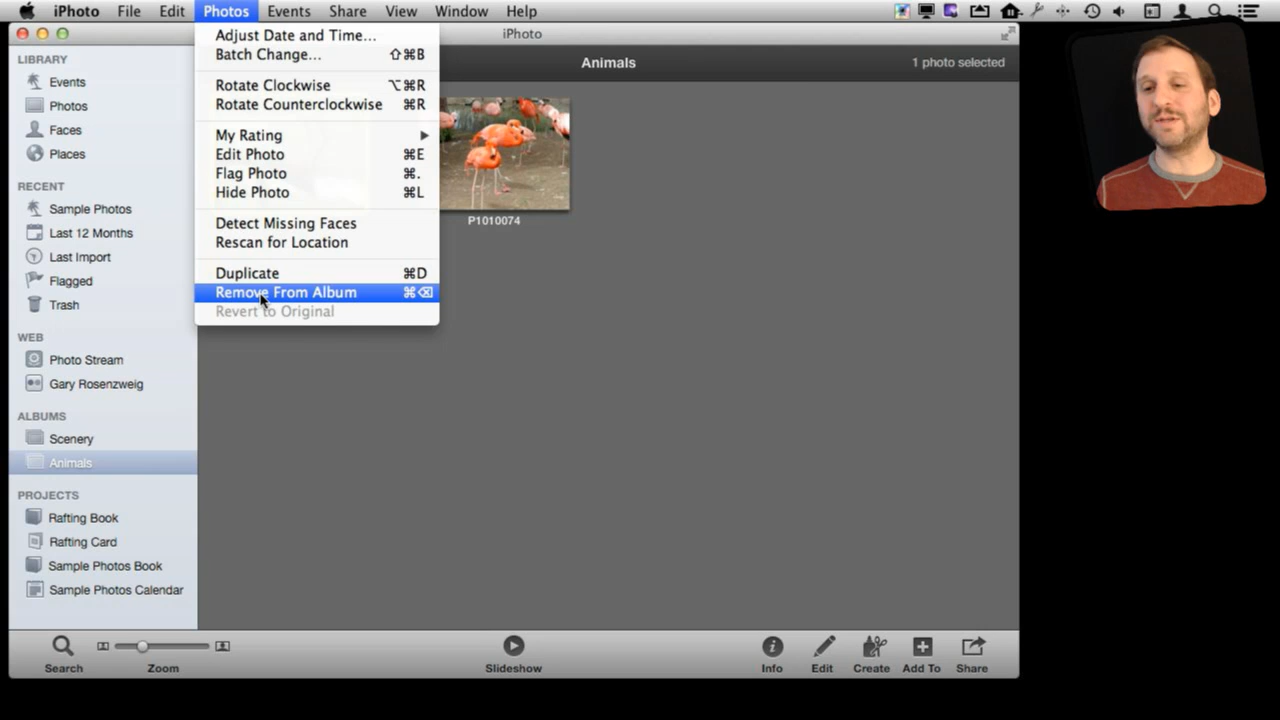 iPhoto File Edit Photos Events Share View Window Help
iPhoto
LIBRARY
Events
Photos
Faces
Places
RECENT
Sample Photos
Last 12 Months
Last Import
Flagged
Trash
WEB
Photo Stream
Gary Rosenzweig
ALBUMS
Scenery
Animals
PROJECTS
Rafting Book
Rafting Card
Sample Photos Book
Sample Photos Calendar
Adjust Date and Time...
Batch Change... ⇧⌘B
Rotate Clockwise ⌥⌘R
Rotate Counterclockwise ⌘R
My Rating
Edit Photo ⌘E
Flag Photo ⌘.
Hide Photo ⌘L
Detect Missing Faces
Rescan for Location
Duplicate ⌘D
Remove From Album ⌘⌫
Revert to Original
Animals
1 photo selected
P1010074
Search Zoom Slideshow Info Edit Create Add To Share